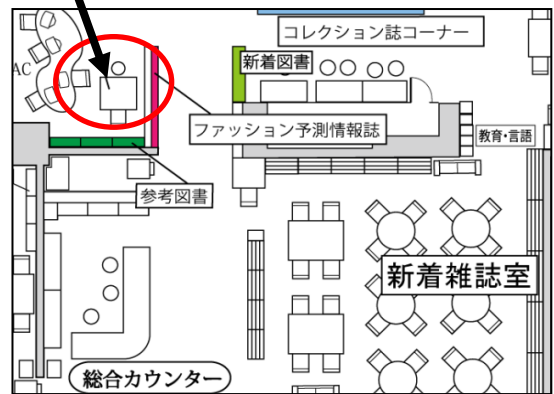 コレクション誌コーナー
新着図書
AC
ファッション予測情報誌
教育・言語
参考図書
新着雑誌室
総合カウンター